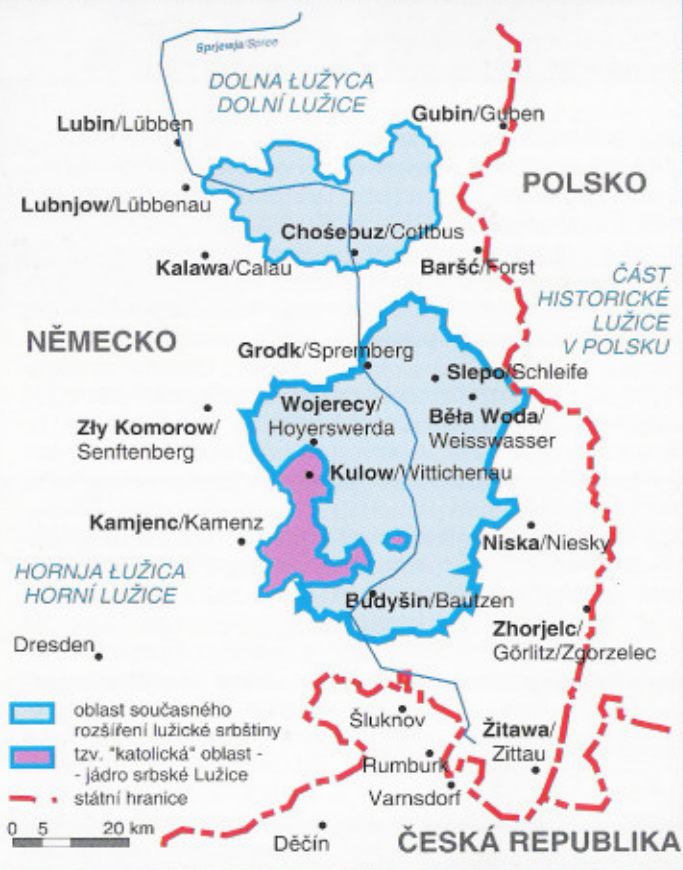 Sprjewja/Spree
DOLNA ŁUŽYCA
DOLNÍ LUŽICE
Gubin/Guben
Lubin/Lübben
POLSKO
Lubnjow/Lübbenau
Chośebuz/Cottbus
Kalawa/Calau
Baršć/Forst
ČÁST
HISTORICKÉ
LUŽICE
V POLSKU
NĚMECKO
Grodk/Spremberg
Slepo/Schleife
Wojerecy/
Hoyerswerda
Běła Woda/
Weisswasser
Zły Komorow/
Senftenberg
Kulow/Wittichenau
Kamjenc/Kamenz
Niska/Niesky
HORNJA ŁUŽICA
HORNÍ LUŽICE
Budyšin/Bautzen
Zhorjelc/
Görlitz/Zgorzelec
Dresden
oblast současného
rozšíření lužické srbštiny
tzv. "katolická" oblast -
- jádro srbské Lužice
státní hranice
0 5 20 km
Šluknov
Žitawa/
Zittau
Rumburk
Varnsdorf
Děčín
ČESKÁ REPUBLIKA